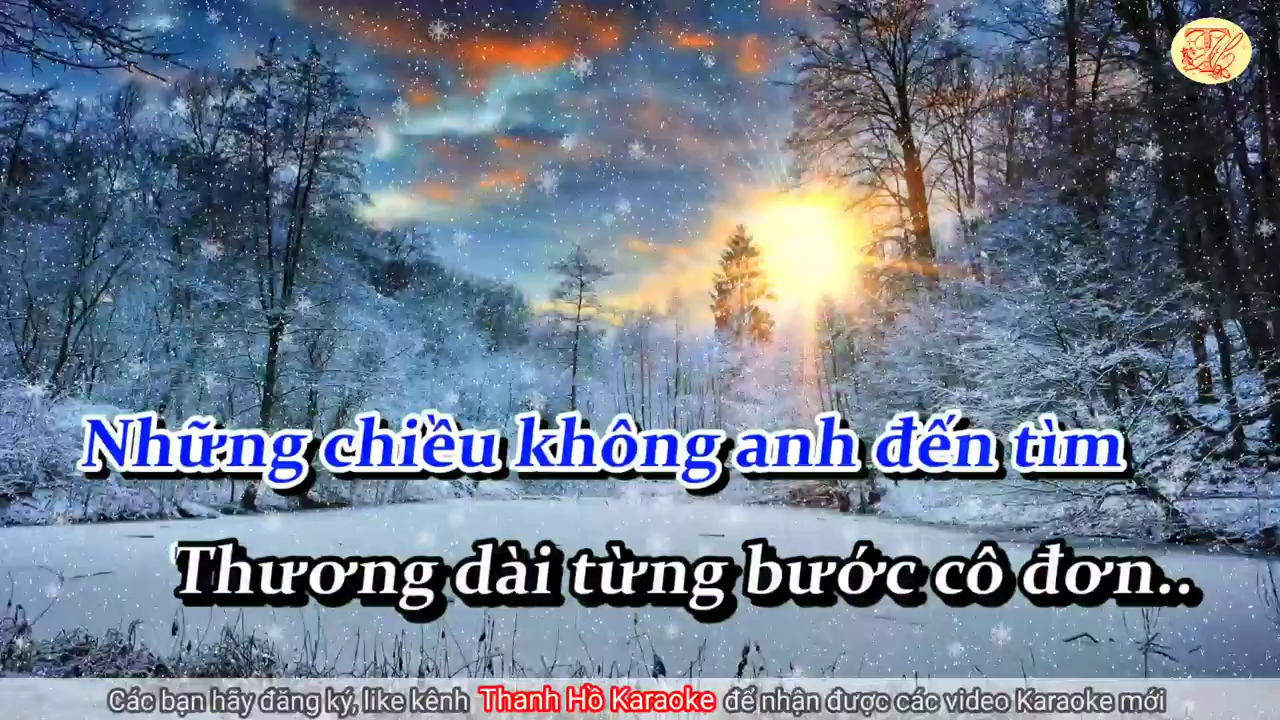 Những chiều không anh đến tìm
Thương dài từng bước cô đơn..
Các bạn hãy đăng ký, like kênh Thanh Hồ Karaoke để nhận được các video Karaoke mới